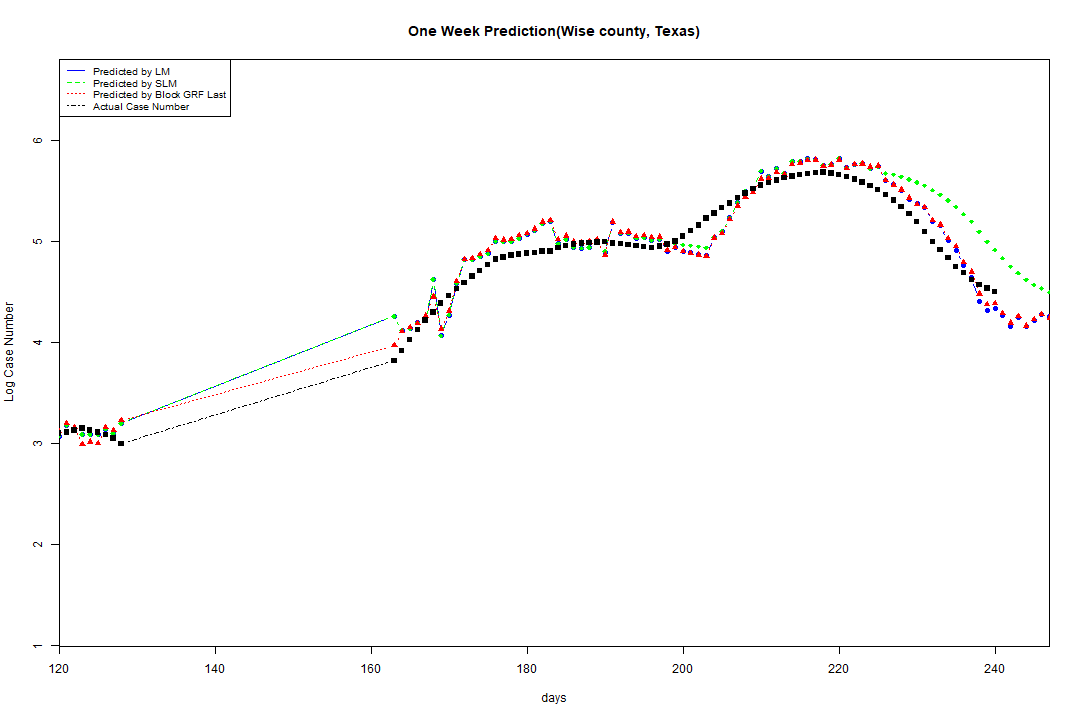 One Week Prediction(Wise county, Texas)
Predicted by LM
Predicted by SLM
Predicted by Block GRF Last
Actual Case Number
6
5
4
3
2
1
Log Case Number
120 140 160 180 200 220 240
days